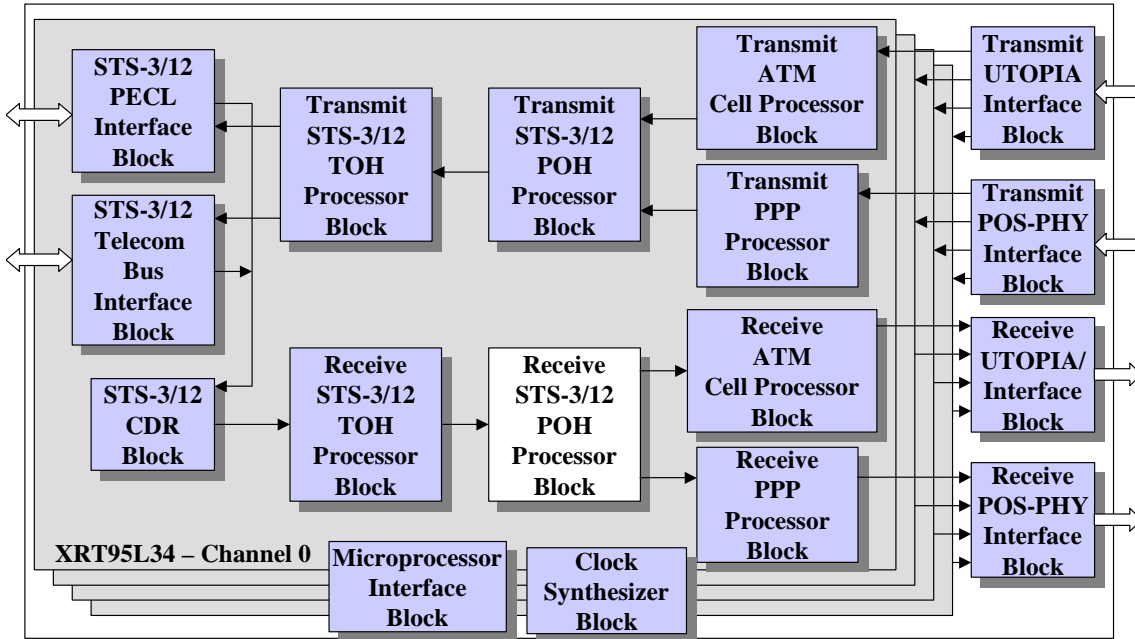 STS-3/12
PECL
Interface
Block
Transmit
STS-3/12
TOH
Processor
Block
Transmit
STS-3/12
POH
Processor
Block
Transmit
ATM
Cell Processor
Block
Transmit
UTOPIA
Interface
Block
STS-3/12
Telecom
Bus
Interface
Block
Transmit
PPP
Processor
Block
Transmit
POS-PHY
Interface
Block
STS-3/12
CDR
Block
Receive
STS-3/12
TOH
Processor
Block
Receive
STS-3/12
POH
Processor
Block
Receive
ATM
Cell Processor
Block
Receive
UTOPIA/
Interface
Block
Receive
PPP
Processor
Block
Receive
POS-PHY
Interface
Block
XRT95L34 – Channel 0
Microprocessor
Interface
Block
Clock
Synthesizer
Block